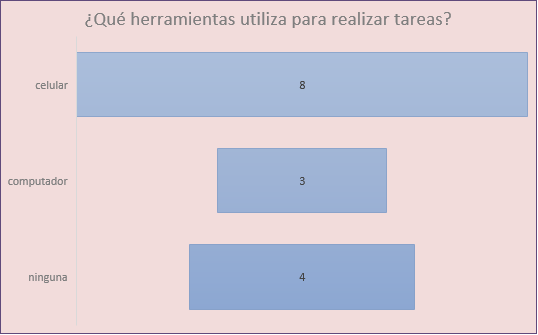 ¿Qué herramientas utiliza para realizar tareas?
celular 8
computador 3
ninguna 4